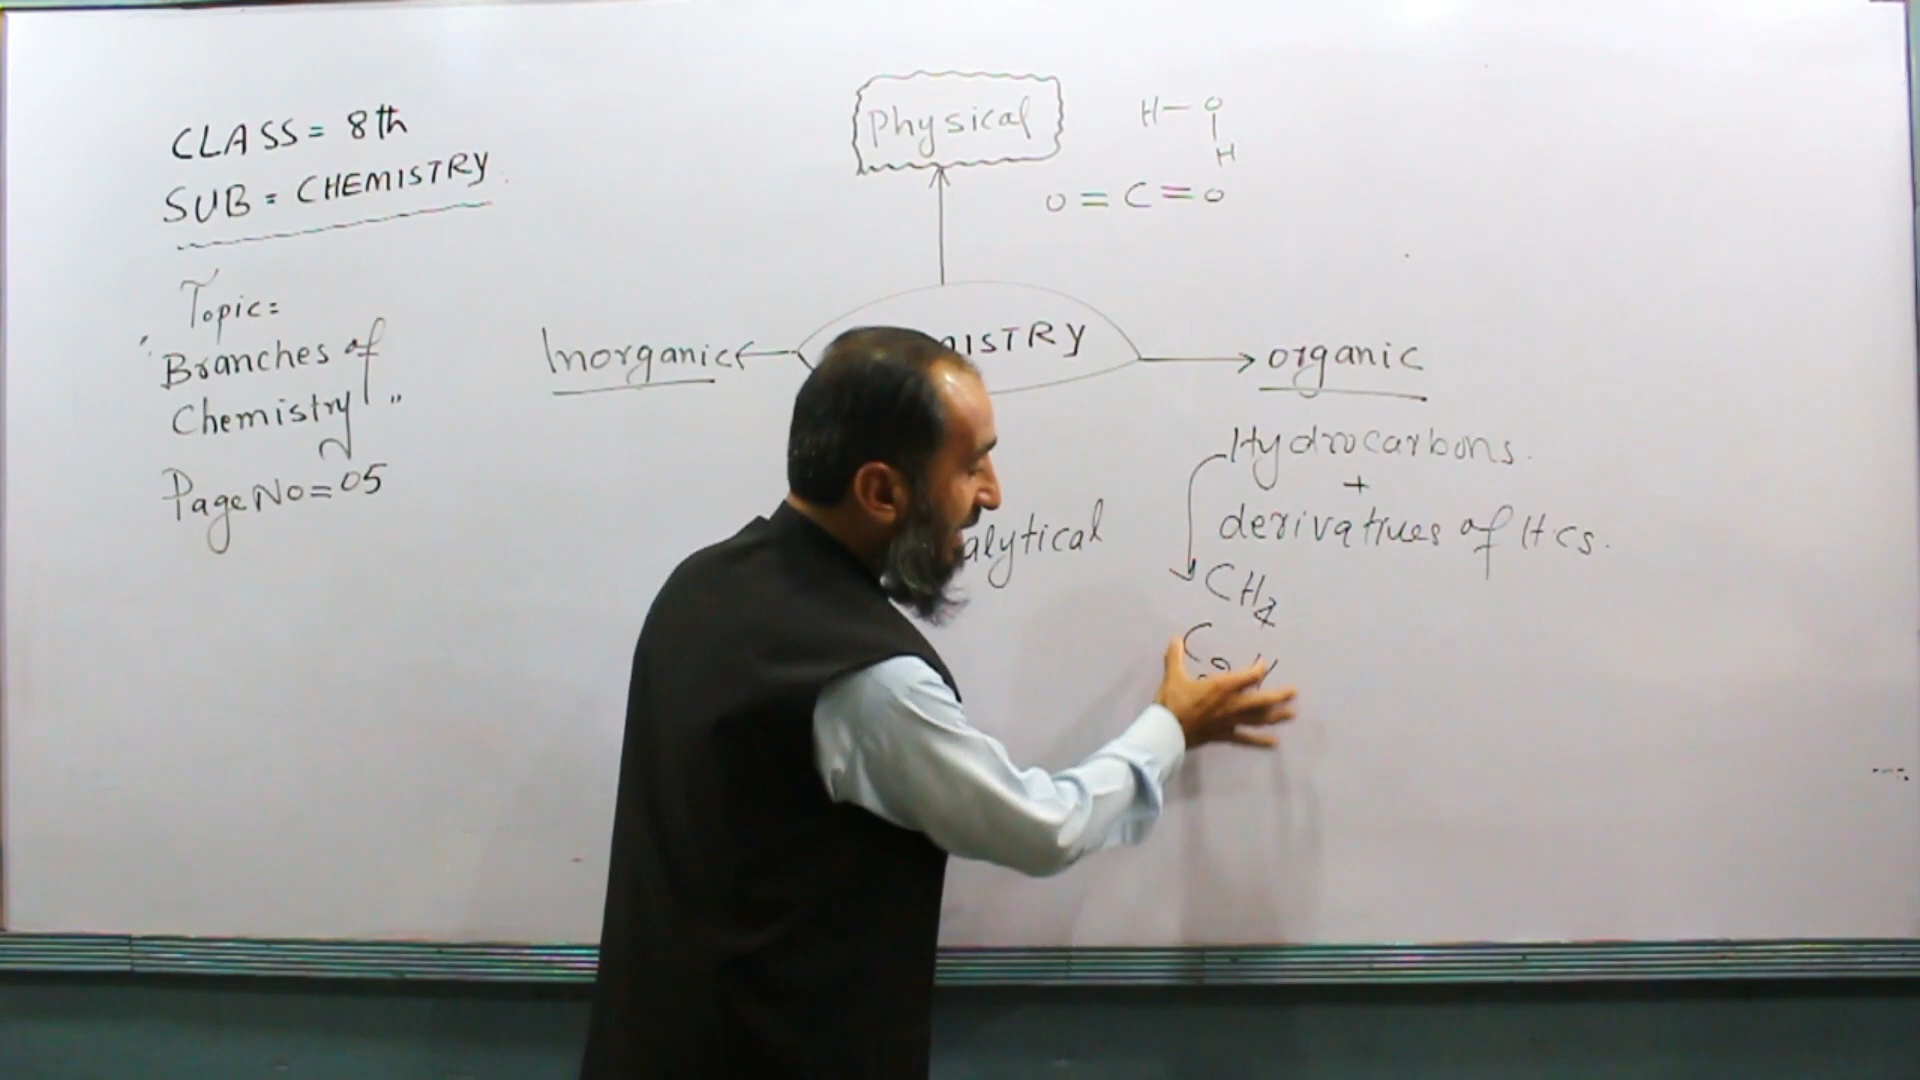 CLASS = 8th
SUB = CHEMISTRY
Topic:
Branches of
Chemistry"
Page No = 05
Physical
H—O
H
O=C=O
Inorganic
ISTRY
organic
Hydrocarbons.
+
derivatives of H.Cs.
alytical
CH4